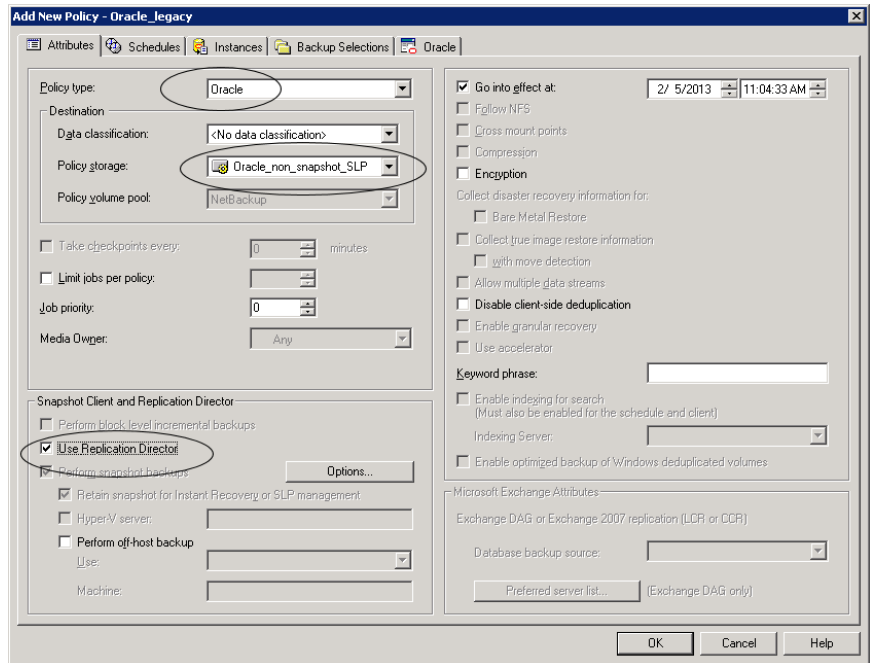 Add New Policy - Oracle_legacy
Attributes Schedules Instances Backup Selections Oracle
Policy type: Oracle
Destination
Data classification: <No data classification>
Policy storage: Oracle_non_snapshot_SLP
Policy volume pool: NetBackup
Take checkpoints every: 0 minutes
Limit jobs per policy:
Job priority: 0
Media Owner: Any
Snapshot Client and Replication Director
Perform block level incremental backups
Use Replication Director
Perform snapshot backups Options...
Retain snapshot for Instant Recovery or SLP management
Hyper-V server:
Perform off-host backup
Use:
Machine:
Go into effect at: 2/ 5/2013 11:04:33 AM
Follow NFS
Cross mount points
Compression
Encryption
Collect disaster recovery information for:
Bare Metal Restore
Collect true image restore information
with move detection
Allow multiple data streams
Disable client-side deduplication
Enable granular recovery
Use accelerator
Keyword phrase:
Enable indexing for search
(Must also be enabled for the schedule and client)
Indexing Server:
Enable optimized backup of Windows deduplicated volumes
Microsoft Exchange Attributes
Exchange DAG or Exchange 2007 replication (LCR or CCR)
Database backup source:
Preferred server list... (Exchange DAG only)
OK Cancel Help